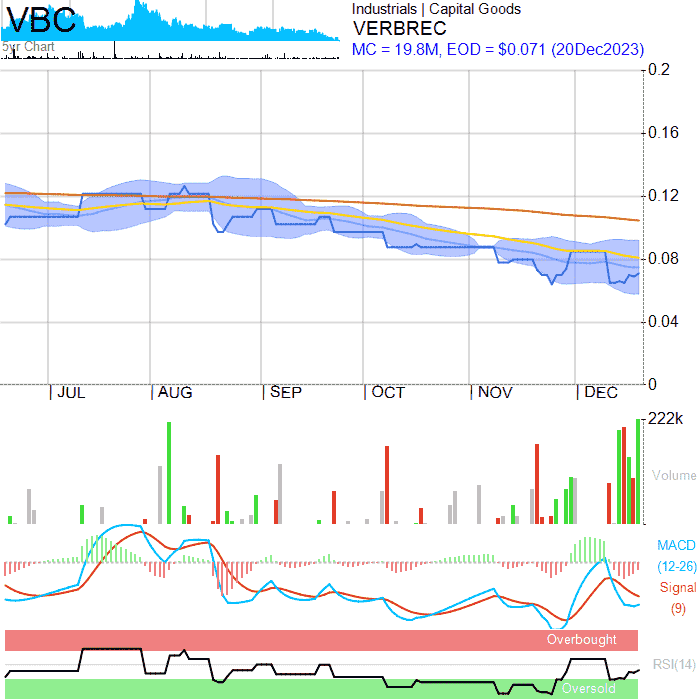 VBC
5yr Chart
Industrials | Capital Goods
VERBREC
MC = 19.8M, EOD = $0.071 (20Dec2023)
0.2
0.16
0.12
0.08
0.04
0
JUL AUG SEP OCT NOV DEC
222k
Volume
MACD
(12-26)
Signal
(9)
Overbought
RSI(14)
Oversold